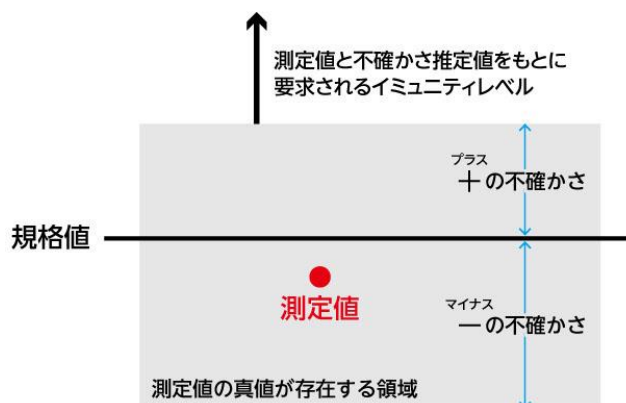 測定値と不確かさ推定値をもとに
要求されるイミュニティレベル
プラス
＋の不確かさ
規格値
測定値
マイナス
－の不確かさ
測定値の真値が存在する領域